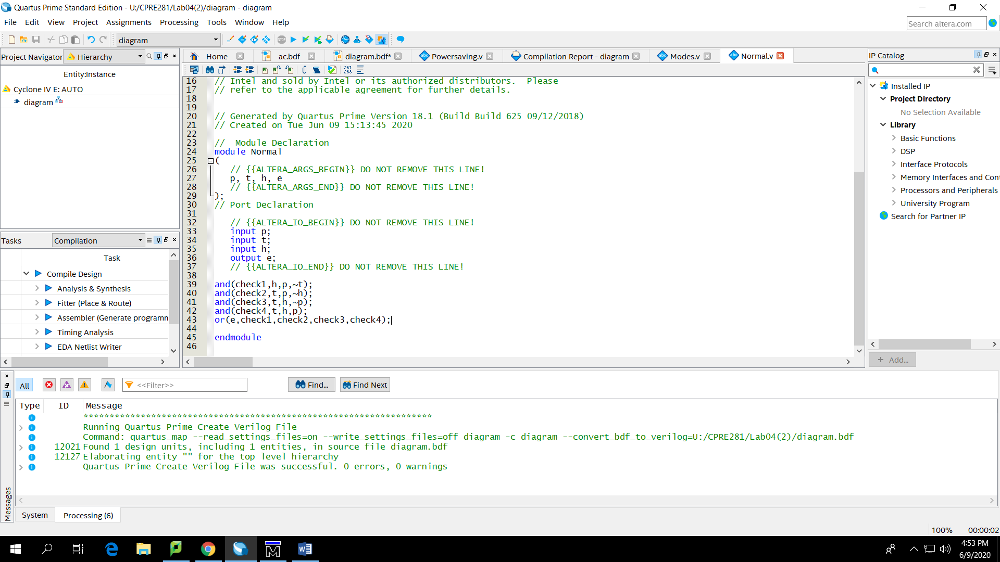 Quartus Prime Standard Edition - U:/CPRE281/Lab04(2)/diagram - diagram
File Edit View Project Assignments Processing Tools Window Help
Search altera.com
diagram
Project Navigator Hierarchy
Entity:Instance
Cyclone IV E: AUTO
diagram
Tasks Compilation
Task
Compile Design
Analysis & Synthesis
Fitter (Place & Route)
Assembler (Generate programm
Timing Analysis
EDA Netlist Writer
Home ac.bdf diagram.bdf* Powersaving.v Compilation Report - diagram Modes.v Normal.v
267
268
16 // Intel and sold by Intel or its authorized distributors.  Please
17 // refer to the applicable agreement for further details.
18
19
20 // Generated by Quartus Prime Version 18.1 (Build Build 625 09/12/2018)
21 // Created on Tue Jun 09 15:13:45 2020
22
23 //  Module Declaration
24 module Normal
25 (
26 // {{ALTERA_ARGS_BEGIN}} DO NOT REMOVE THIS LINE!
27 p, t, h, e
28 // {{ALTERA_ARGS_END}} DO NOT REMOVE THIS LINE!
29 );
30 // Port Declaration
31
32 // {{ALTERA_IO_BEGIN}} DO NOT REMOVE THIS LINE!
33 input p;
34 input t;
35 input h;
36 output e;
37 // {{ALTERA_IO_END}} DO NOT REMOVE THIS LINE!
38
39 and(check1,h,p,~t);
40 and(check2,t,p,~h);
41 and(check3,t,h,~p);
42 and(check4,t,h,p);
43 or(e,check1,check2,check3,check4);
44
45 endmodule
46
IP Catalog
Installed IP
Project Directory
No Selection Available
Library
Basic Functions
DSP
Interface Protocols
Memory Interfaces and Con
Processors and Peripherals
University Program
Search for Partner IP
+ Add...
All <<Filter>> Find... Find Next
Type ID Message
*******************************************************************
Running Quartus Prime Create Verilog File
Command: quartus_map --read_settings_files=on --write_settings_files=off diagram -c diagram --convert_bdf_to_verilog=U:/CPRE281/Lab04(2)/diagram.bdf
12021 Found 1 design units, including 1 entities, in source file diagram.bdf
12127 Elaborating entity "" for the top level hierarchy
Quartus Prime Create Verilog File was successful. 0 errors, 0 warnings
Messages
System Processing (6)
100% 00:00:02
4:53 PM
6/9/2020